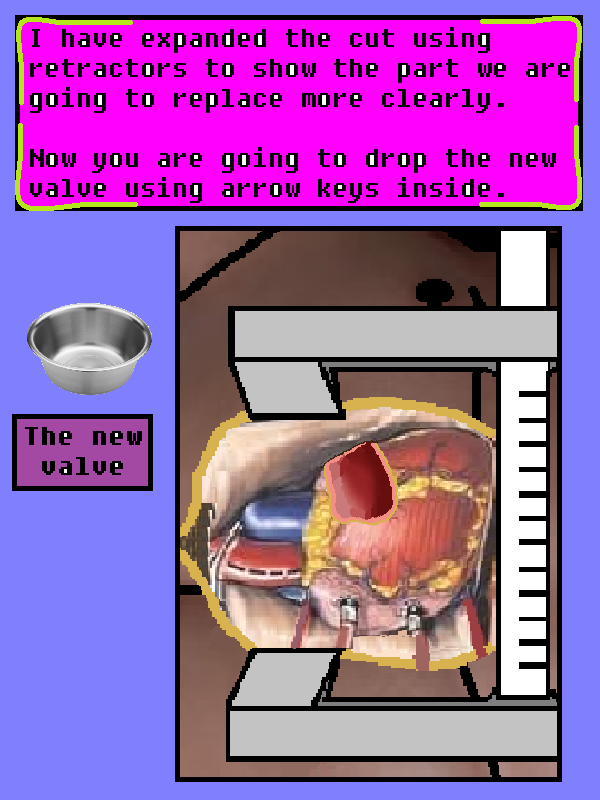 I have expanded the cut using
retractors to show the part we are
going to replace more clearly.
Now you are going to drop the new
valve using arrow keys inside.
The new
valve